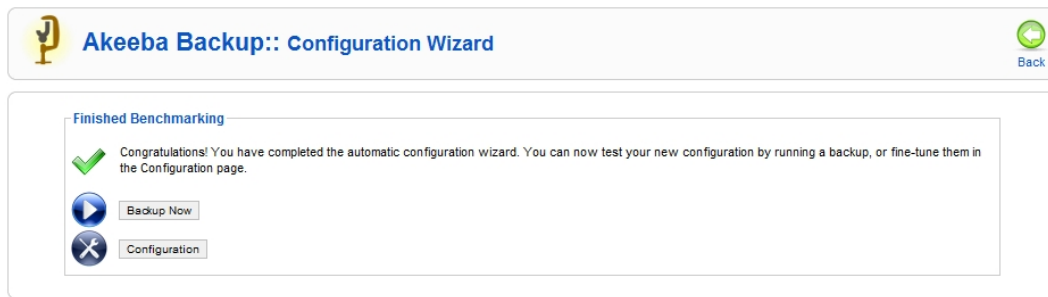 Akeeba Backup:: Configuration Wizard
Back
Finished Benchmarking
Congratulations! You have completed the automatic configuration wizard. You can now test your new configuration by running a backup, or fine-tune them in
the Configuration page.
Backup Now
Configuration